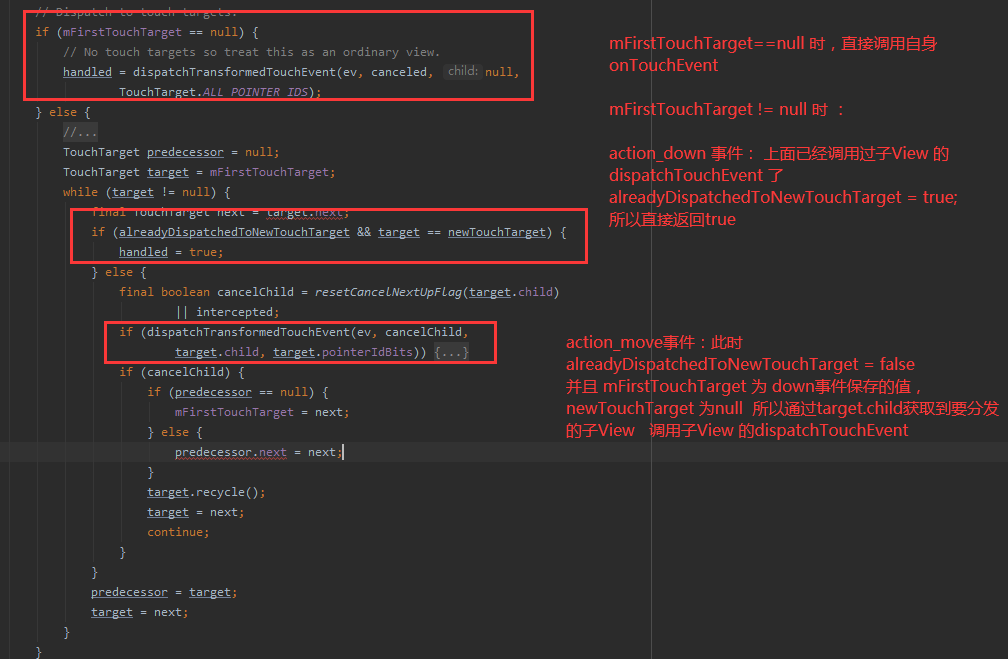 // Dispatch to touch targets.
if (mFirstTouchTarget == null) {
// No touch targets so treat this as an ordinary view.
handled = dispatchTransformedTouchEvent(ev, canceled, child: null,
TouchTarget.ALL_POINTER_IDS);
} else {
//...
TouchTarget predecessor = null;
TouchTarget target = mFirstTouchTarget;
while (target != null) {
final TouchTarget next = target.next;
if (alreadyDispatchedToNewTouchTarget && target == newTouchTarget) {
handled = true;
} else {
final boolean cancelChild = resetCancelNextUpFlag(target.child)
|| intercepted;
if (dispatchTransformedTouchEvent(ev, cancelChild,
target.child, target.pointerIdBits)) {...}
if (cancelChild) {
if (predecessor == null) {
mFirstTouchTarget = next;
} else {
predecessor.next = next;
}
target.recycle();
target = next;
continue;
}
}
predecessor = target;
target = next;
}
}
mFirstTouchTarget==null 时，直接调用自身
onTouchEvent
mFirstTouchTarget != null 时 ：
action_down 事件： 上面已经调用过子View 的
dispatchTouchEvent 了
alreadyDispatchedToNewTouchTarget = true;
所以直接返回true
action_move事件：此时
alreadyDispatchedToNewTouchTarget = false
并且 mFirstTouchTarget 为 down事件保存的值，
newTouchTarget 为null 所以通过target.child获取到要分发
的子View 调用子View 的dispatchTouchEvent